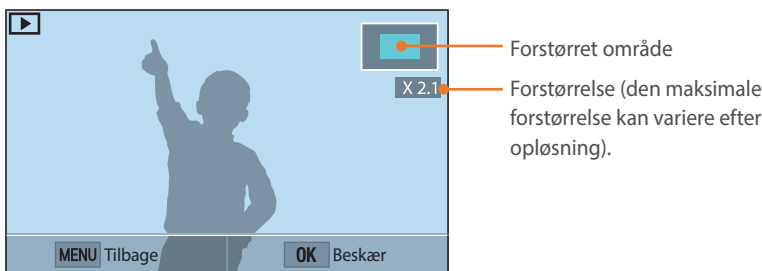 X 2.1
MENU Tilbage
OK Beskær
Forstørret område
Forstørrelse (den maksimale
forstørrelse kan variere efter
opløsning).